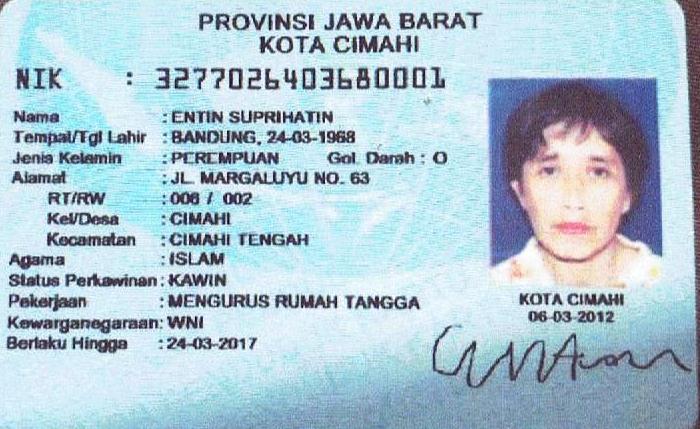 PROVINSI JAWA BARAT
KOTA CIMAHI
NIK : 3277026403680001
Nama : ENTIN SUPRIHATIN
Tempat/Tgl Lahir : BANDUNG, 24-03-1968
Jenis Kelamin : PEREMPUAN Gol. Darah : O
Alamat : JL. MARGALUYU NO. 63
RT/RW : 006 / 002
Kel/Desa : CIMAHI
Kecamatan : CIMAHI TENGAH
Agama : ISLAM
Status Perkawinan : KAWIN
Pekerjaan : MENGURUS RUMAH TANGGA
Kewarganegaraan : WNI
Berlaku Hingga : 24-03-2017
KOTA CIMAHI
06-03-2012